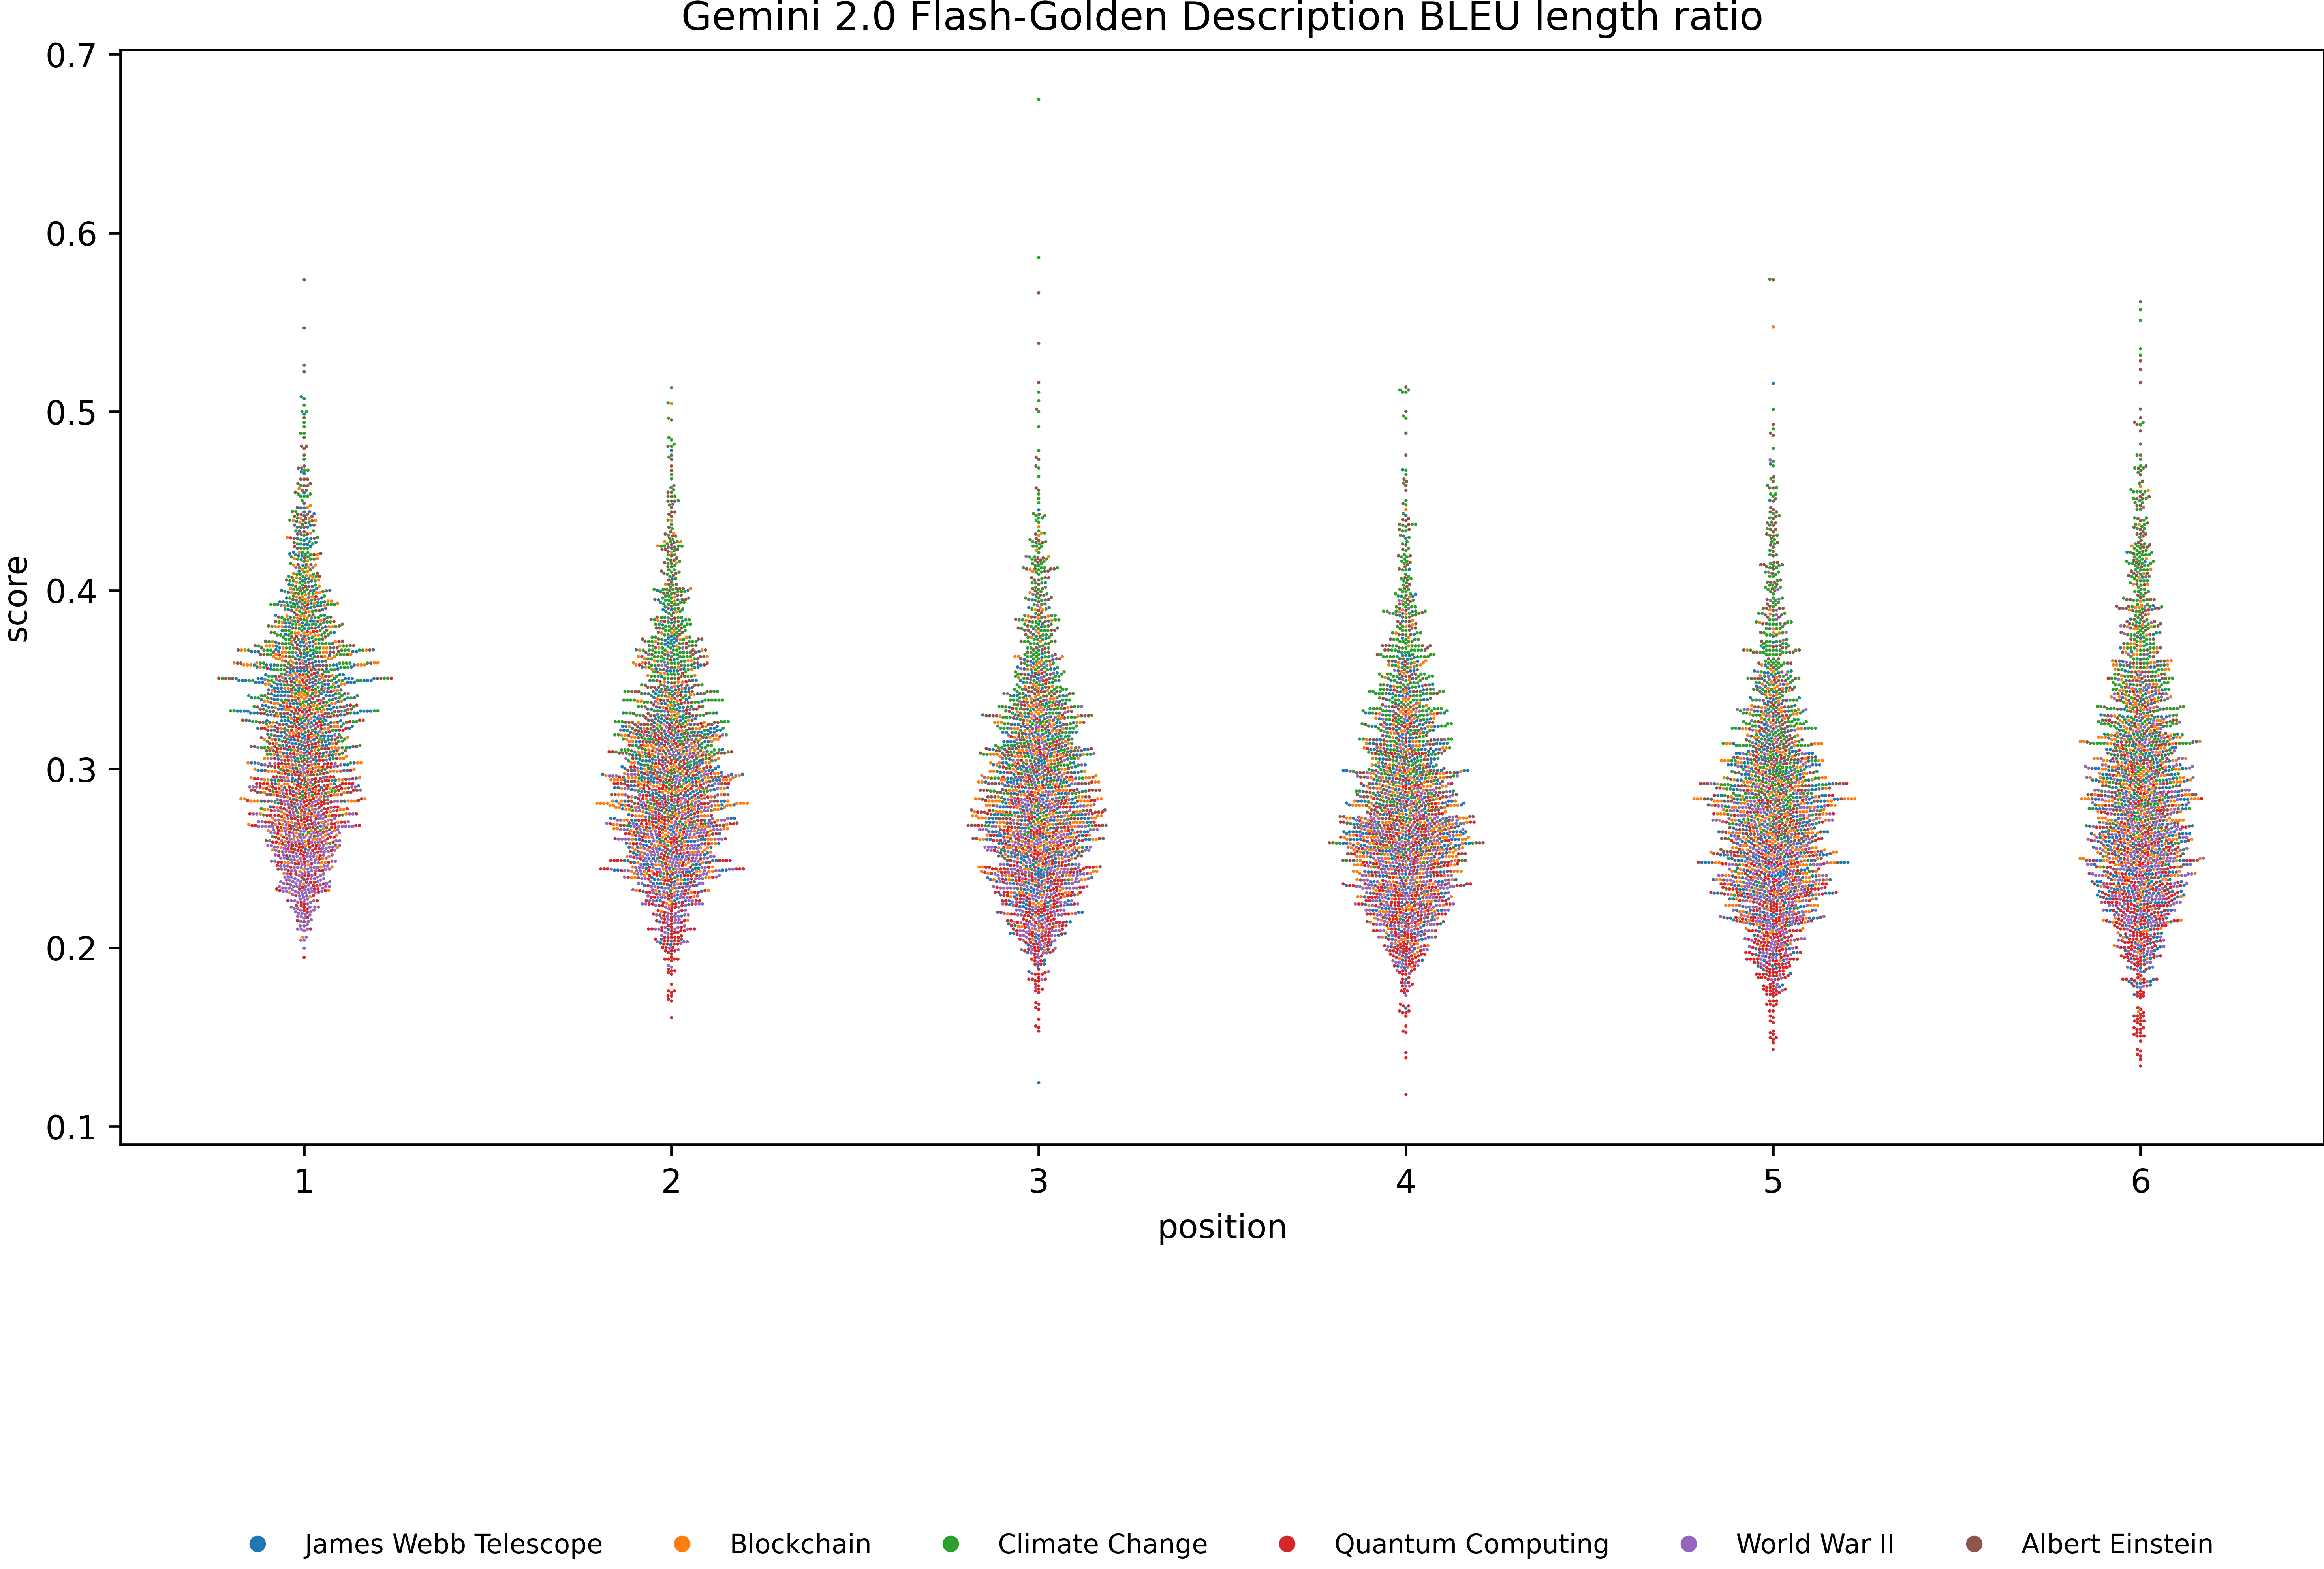 Gemini 2.0 Flash-Golden Description BLEU length ratio
0.7
0.6
0.5
0.4
0.3
0.2
0.1
score
1 2 3 4 5 6
position
James Webb Telescope Blockchain Climate Change Quantum Computing World War II Albert Einstein